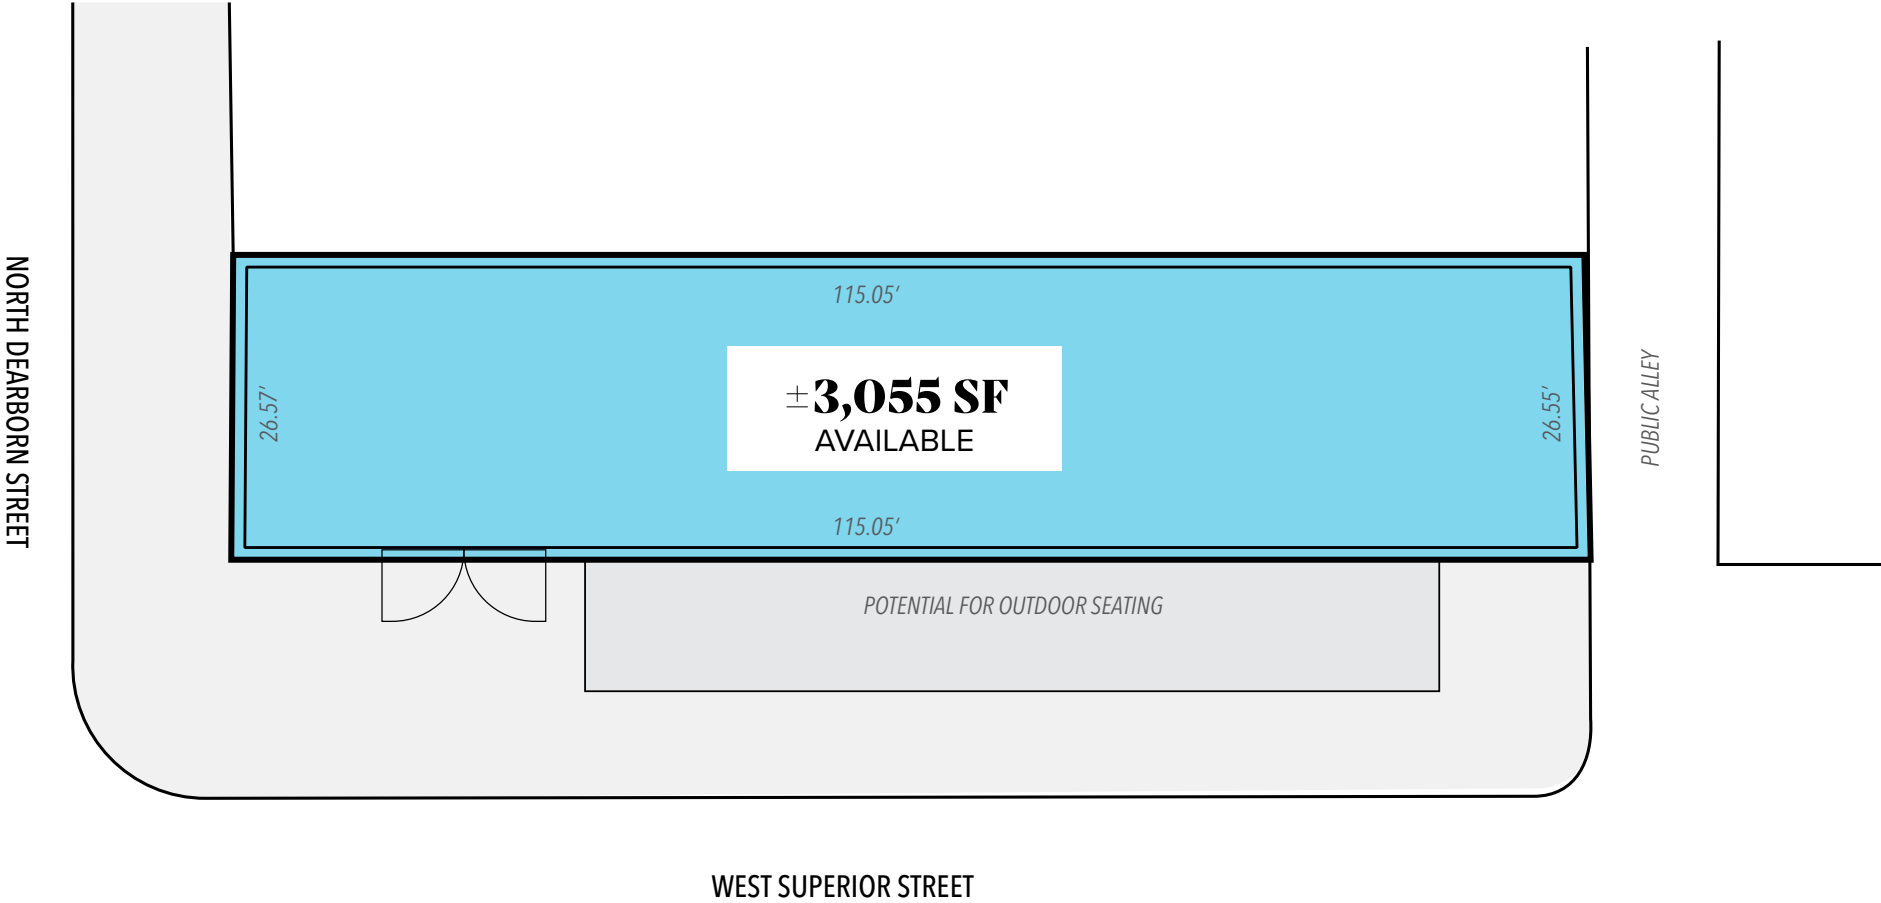 115.05’
±3,055 SF
AVAILABLE
26.57’
26.55’
115.05’
POTENTIAL FOR OUTDOOR SEATING
NORTH DEARBORN STREET
PUBLIC ALLEY
WEST SUPERIOR STREET